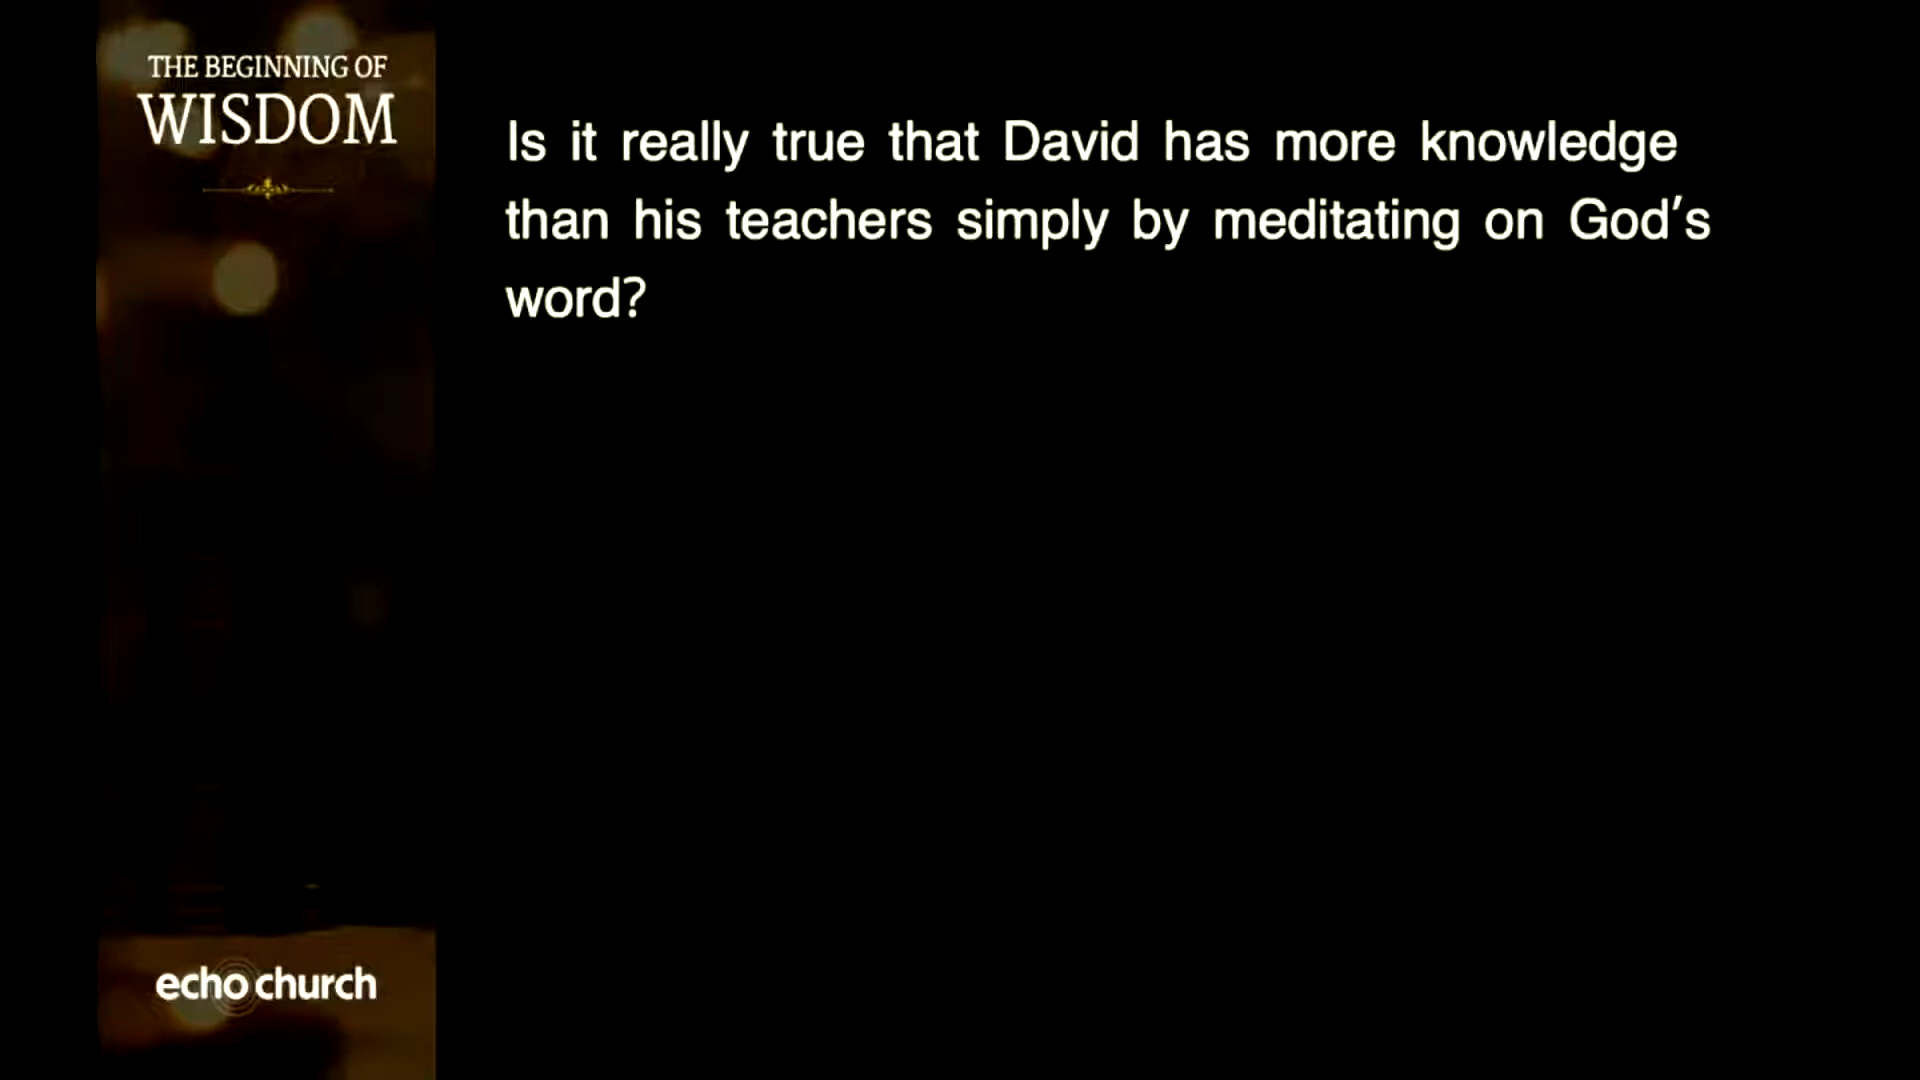 THE BEGINNING OF
WISDOM
Is it really true that David has more knowledge
than his teachers simply by meditating on God's
word?
echo church